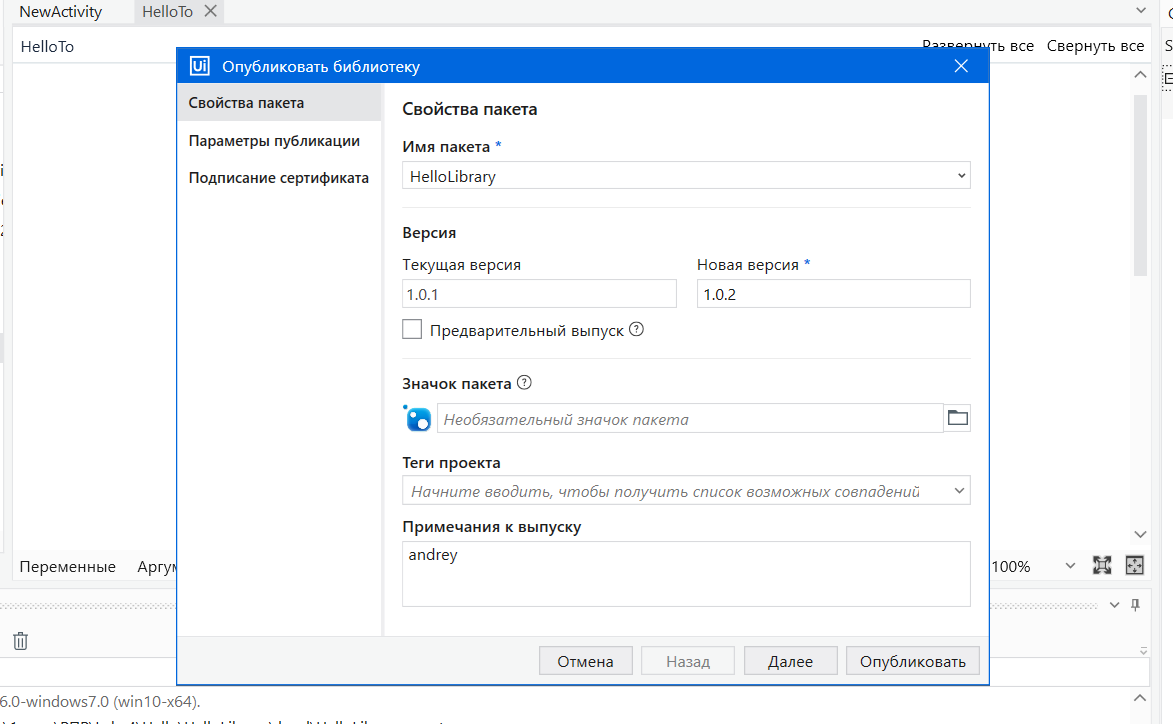 NewActivity
HelloTo
HelloTo
Развернуть все Свернуть все
Ui Опубликовать библиотеку
Свойства пакета
Параметры публикации
Подписание сертификата
Свойства пакета
Имя пакета *
HelloLibrary
Версия
Текущая версия
Новая версия *
1.0.1
1.0.2
Предварительный выпуск ?
Значок пакета ?
Необязательный значок пакета
Теги проекта
Начните вводить, чтобы получить список возможных совпадений
Примечания к выпуску
andrey
Переменные
100%
Отмена
Назад
Далее
Опубликовать
6.0-windows7.0 (win10-x64).